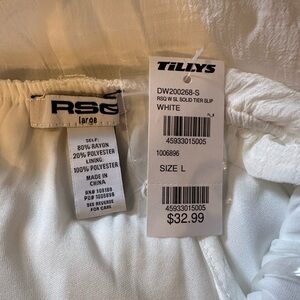 RSQ
large
SELF:
80% RAYON
20% POLYESTER
LINING:
100% POLYESTER
MADE IN
CHINA
SEE REVERSE
FOR CARE
TILLYS
DW200268-S
RSQ W SL SOLID TIER SLIP
WHITE
45933015005
1006896
SIZE L
45933015005
$32.99